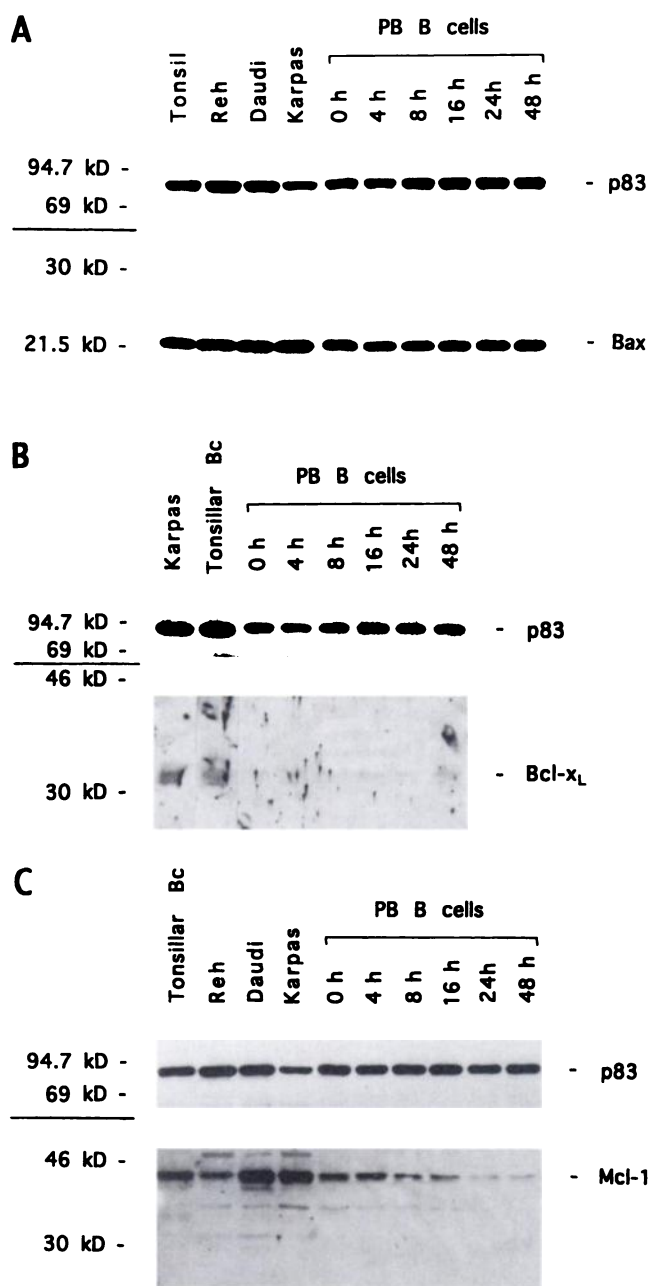 A
PB B cells
Tonsil Reh Daudi Karpas 0 h 4 h 8 h 16 h 24h 48 h
94.7 kD - - p83
69 kD -
30 kD -
21.5 kD - - Bax
B
PB B cells
Karpas Tonsillar Bc 0 h 4 h 8 h 16 h 24h 48 h
94.7 kD - - p83
69 kD -
46 kD -
- Bcl-xL
30 kD -
C
PB B cells
Tonsillar Bc Reh Daudi Karpas 0 h 4 h 8 h 16 h 24h 48 h
94.7 kD - - p83
69 kD -
46 kD - - Mcl-1
30 kD -